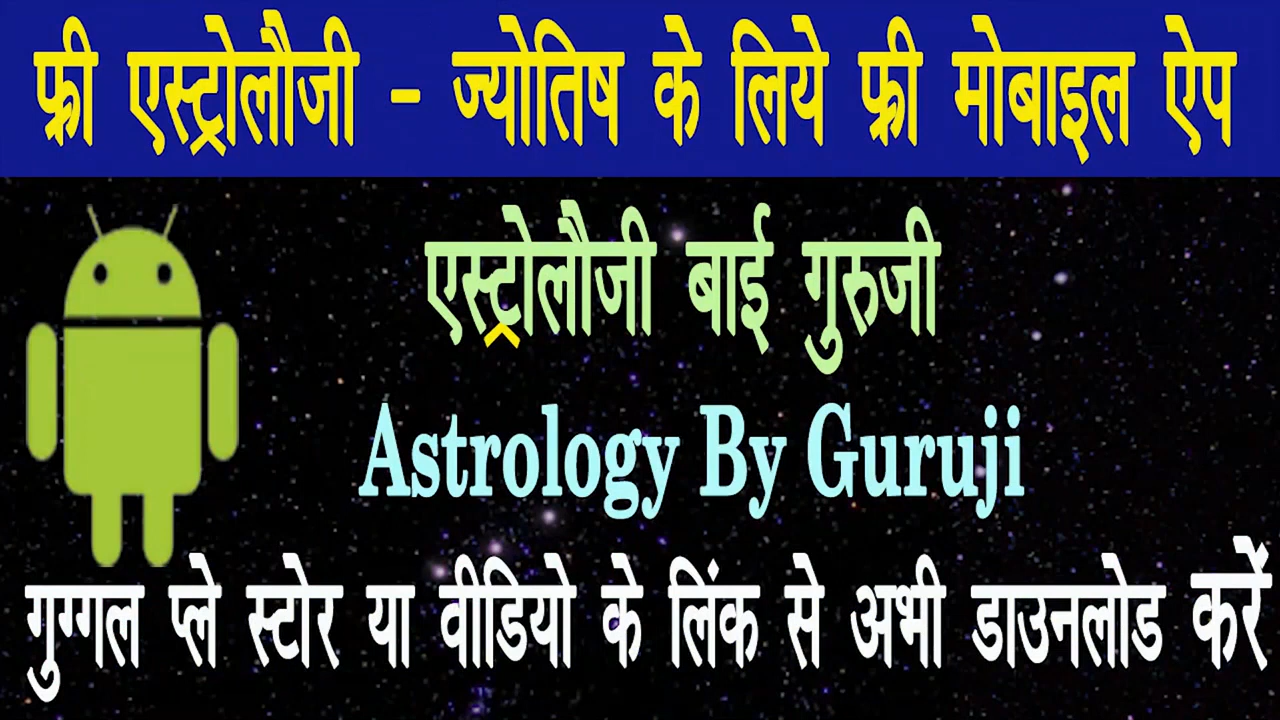 फ्री एस्ट्रोलौजी - ज्योतिष के लिये फ्री मोबाइल ऐप
एस्ट्रोलौजी बाई गुरुजी
Astrology By Guruji
गुग्गल प्ले स्टोर या वीडियो के लिंक से अभी डाउनलोड करें